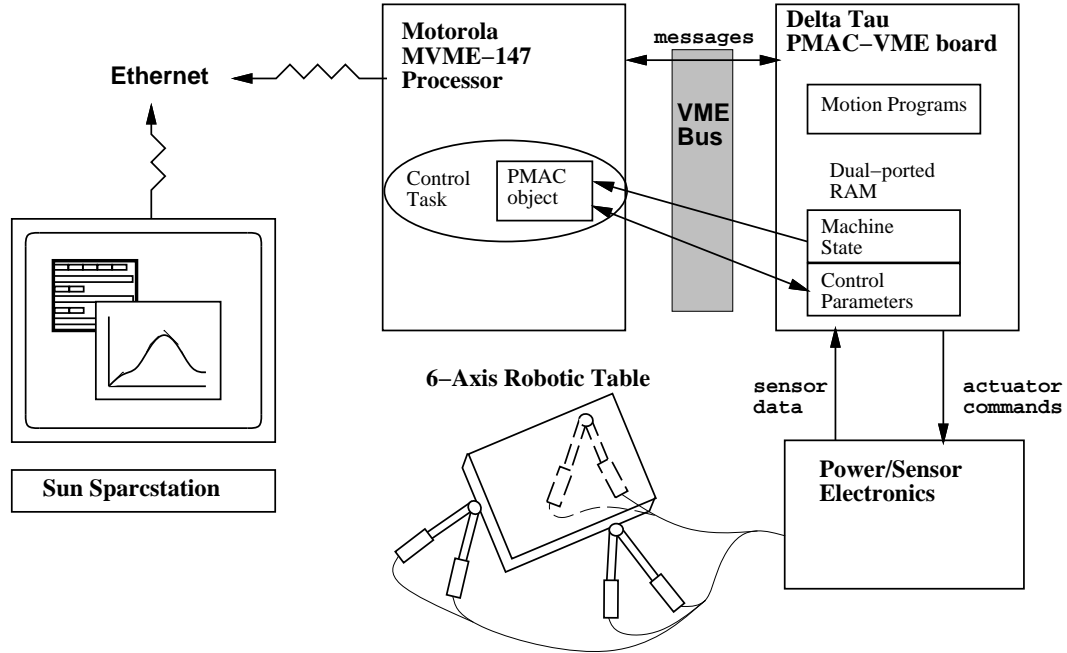 Motorola
MVME−147
Processor
Ethernet
messages
Delta Tau
PMAC−VME board
VME
Bus
Motion Programs
Control
Task
PMAC
object
Dual−ported
RAM
Machine
State
Control
Parameters
6−Axis Robotic Table
sensor
data
actuator
commands
Sun Sparcstation
Power/Sensor
Electronics